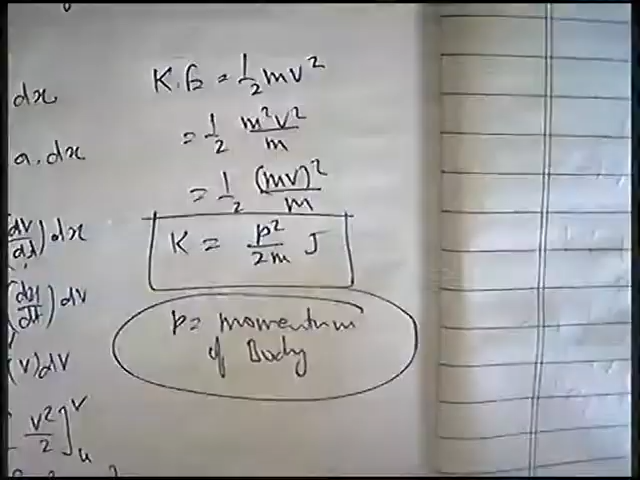 dx
a.dx
(dv/dt) dx
(dx/dt) dv
(v) dv
v²/2]ᵥᵤ
K.E = 1/2 mv²
= 1/2 m²v²/m
= 1/2 (mv)²/m
K = p²/2m J
p = momentum
of Body